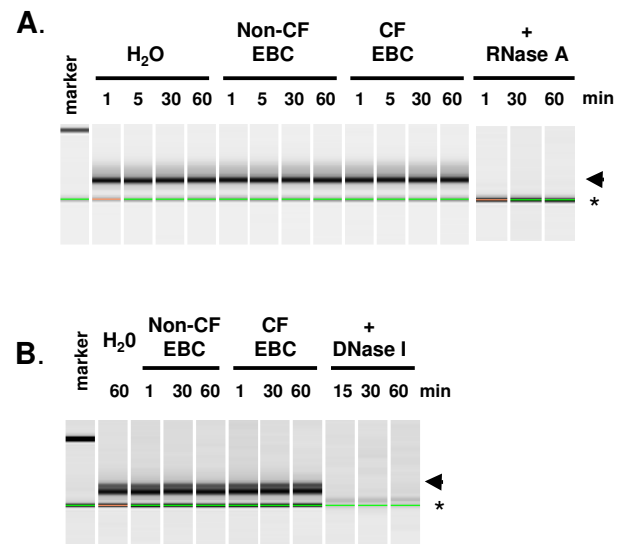 A.
marker
H₂O
Non-CF
EBC
CF
EBC
+
RNase A
1 5 30 60 1 5 30 60 1 5 30 60 1 30 60 min
*
B.
marker
H₂0
Non-CF
EBC
CF
EBC
+
DNase I
60 1 30 60 1 30 60 15 30 60 min
*